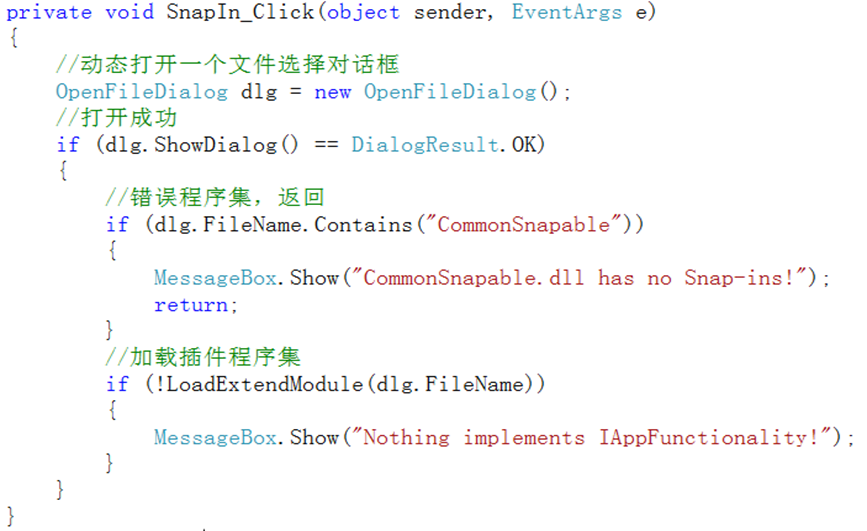 private void SnapIn_Click(object sender, EventArgs e)
{
    //动态打开一个文件选择对话框
    OpenFileDialog dlg = new OpenFileDialog();
    //打开成功
    if (dlg.ShowDialog() == DialogResult.OK)
    {
        //错误程序集，返回
        if (dlg.FileName.Contains("CommonSnapable"))
        {
            MessageBox.Show("CommonSnapable.dll has no Snap-ins!");
            return;
        }
        //加载插件程序集
        if (!LoadExtendModule(dlg.FileName))
        {
            MessageBox.Show("Nothing implements IAppFunctionality!");
        }
    }
}